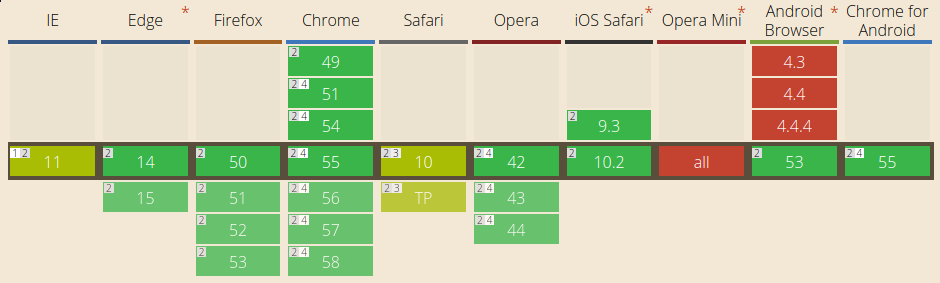 IE Edge * Firefox Chrome Safari Opera iOS Safari * Opera Mini * Android Browser * Chrome for Android
2 49 4.3
2 4 51 4.4
2 4 54 2 9.3 4.4.4
1 2 11 2 14 2 50 2 4 55 2 3 10 2 4 42 2 10.2 all 2 53 2 4 55
2 15 2 51 2 4 56 2 3 TP 2 4 43
2 52 2 4 57 2 4 44
2 53 2 4 58